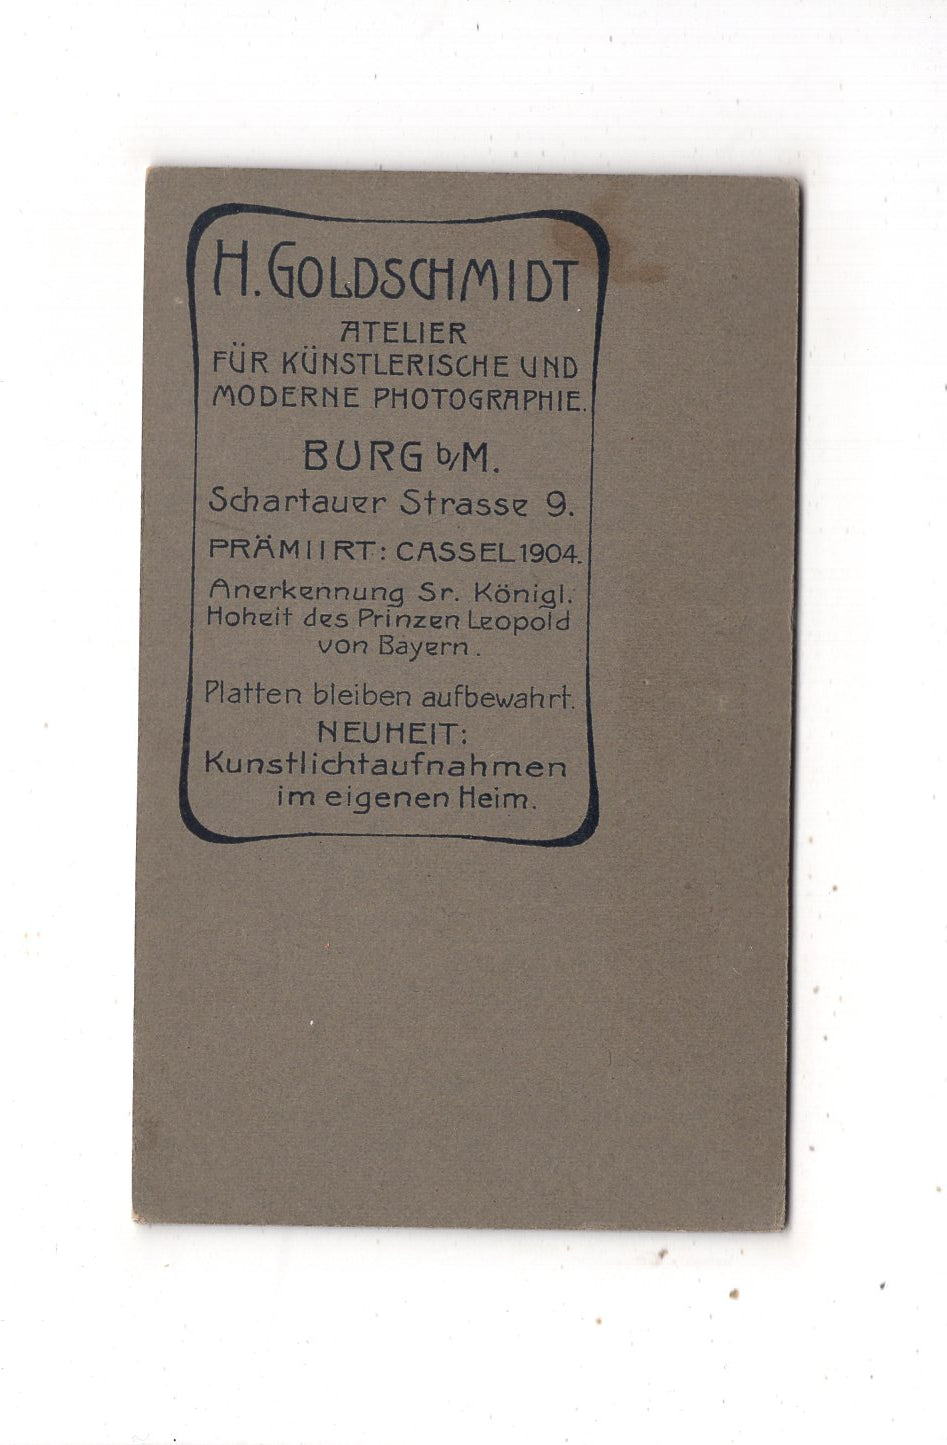 H. GOLDSCHMIDT
ATELIER
FÜR KÜNSTLERISCHE UND
MODERNE PHOTOGRAPHIE.
BURG b/M.
Schartauer Strasse 9.
PRÄMIIRT: CASSEL 1904.
Anerkennung Sr. Königl.
Hoheit des Prinzen Leopold
von Bayern.
Platten bleiben aufbewahrt.
NEUHEIT:
Kunstlichtaufnahmen
im eigenen Heim.